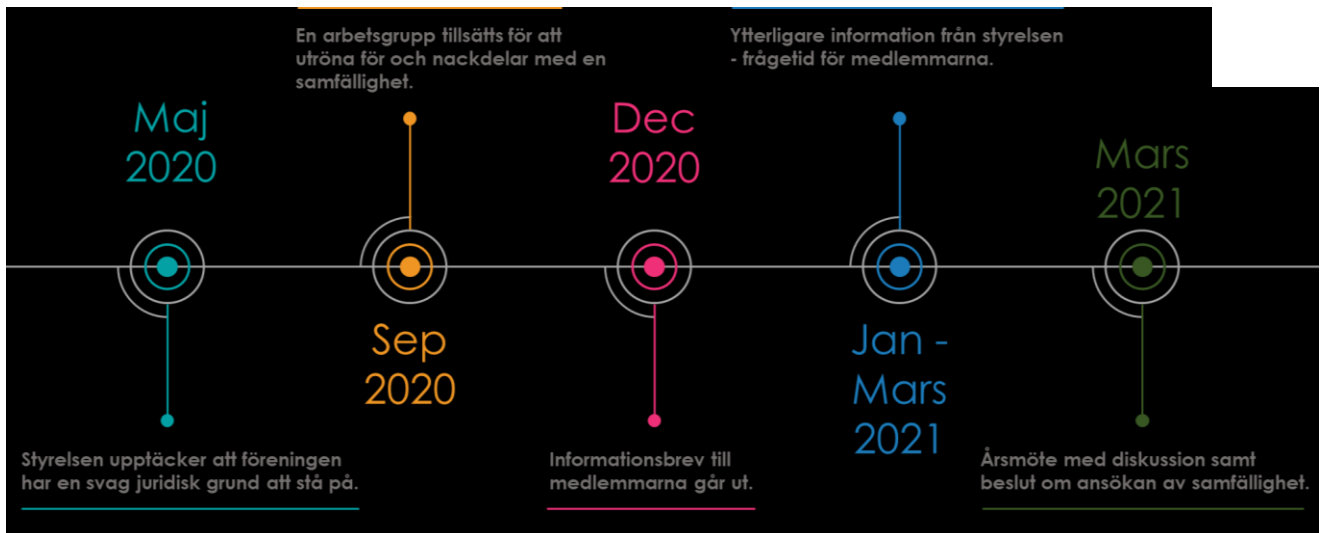 Maj
2020
Styrelsen upptäcker att föreningen
har en svag juridisk grund att stå på.
En arbetsgrupp tillsätts för att
utröna för och nackdelar med en
samfällighet.
Sep
2020
Dec
2020
Informationsbrev till
medlemmarna går ut.
Ytterligare information från styrelsen
- frågetid för medlemmarna.
Jan -
Mars
2021
Mars
2021
Årsmöte med diskussion samt
beslut om ansökan av samfällighet.